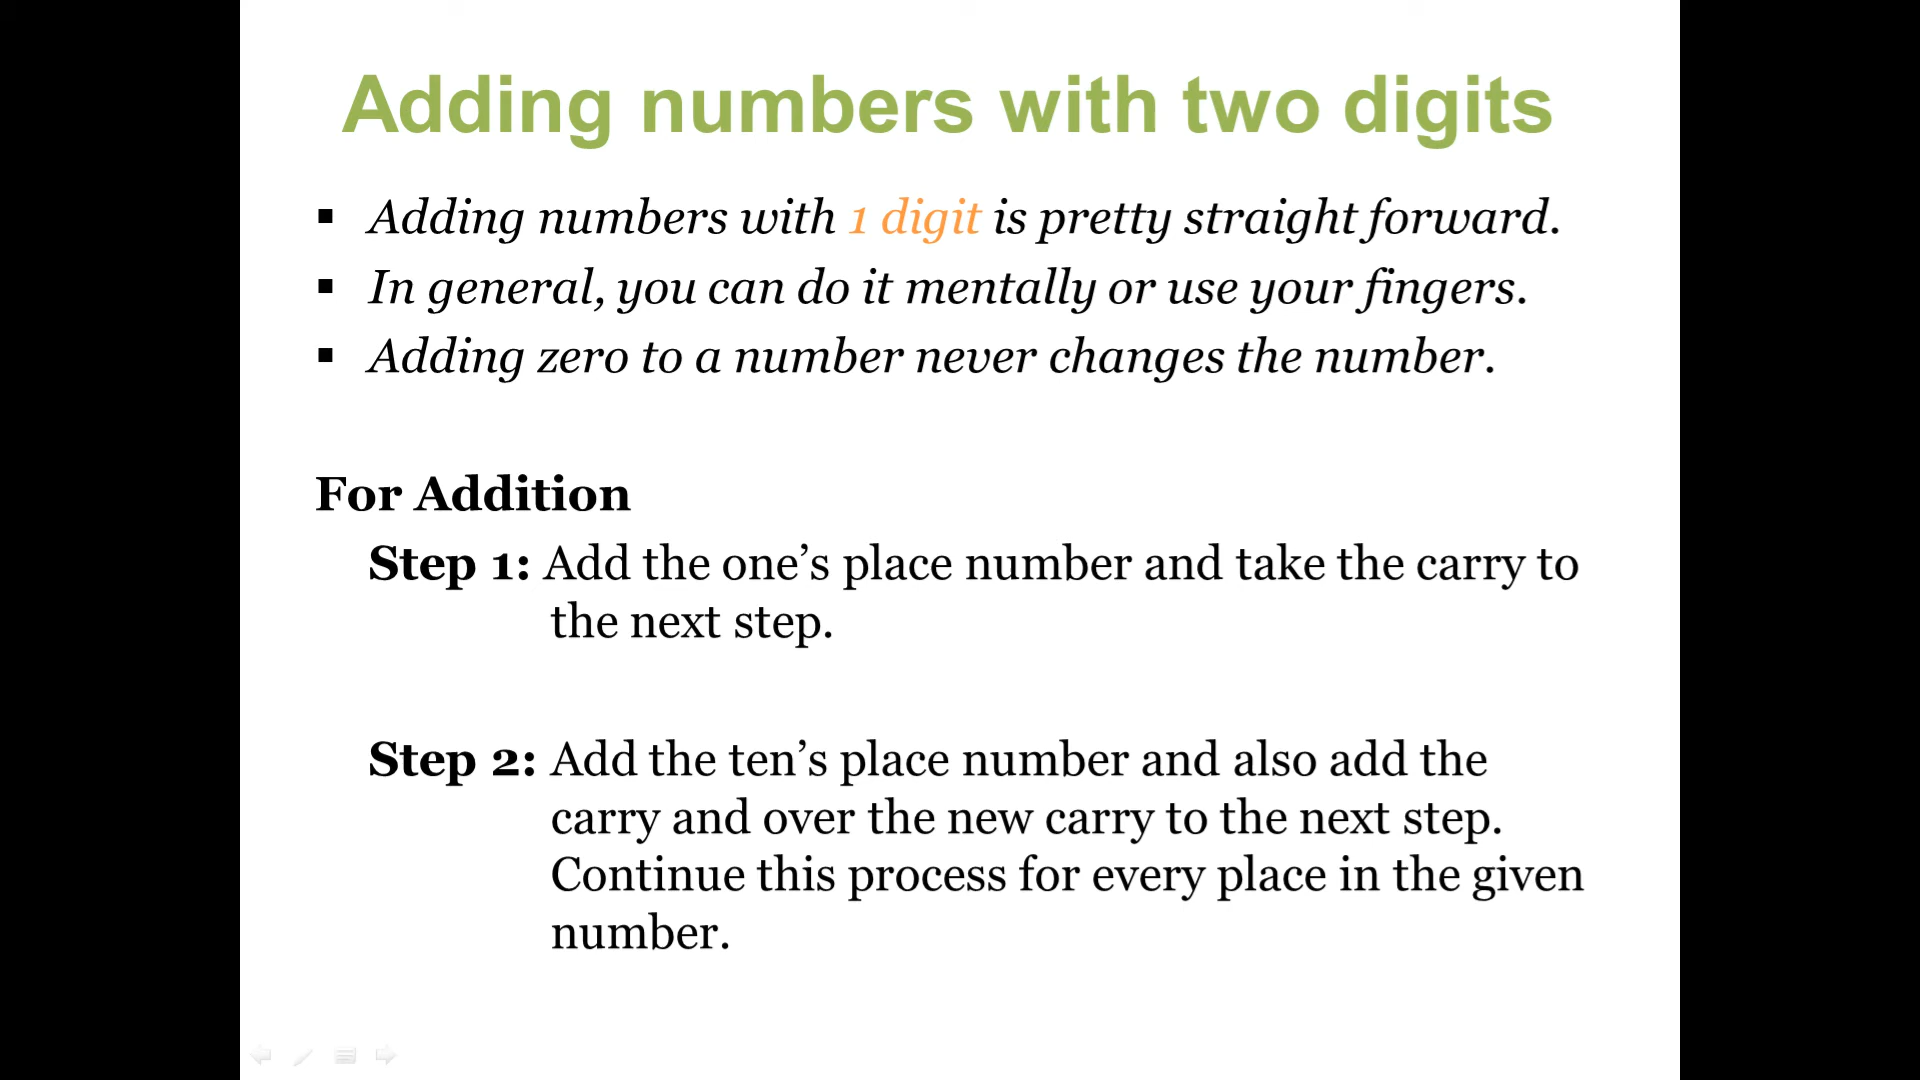 Adding numbers with two digits
▪ Adding numbers with 1 digit is pretty straight forward.
▪ In general, you can do it mentally or use your fingers.
▪ Adding zero to a number never changes the number.
For Addition
Step 1: Add the one’s place number and take the carry to
the next step.
Step 2: Add the ten’s place number and also add the
carry and over the new carry to the next step.
Continue this process for every place in the given
number.